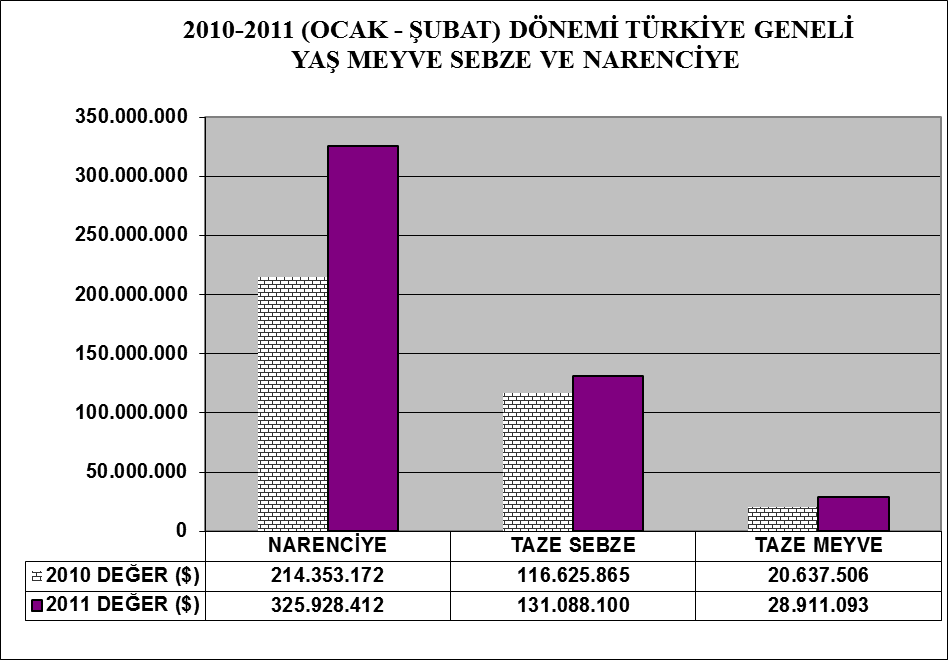 2010-2011 (OCAK - ŞUBAT) DÖNEMİ TÜRKİYE GENELİ
YAŞ MEYVE SEBZE VE NARENCİYE
350.000.000
300.000.000
250.000.000
200.000.000
150.000.000
100.000.000
50.000.000
0
NARENCİYE TAZE SEBZE TAZE MEYVE
2010 DEĞER ($) 214.353.172 116.625.865 20.637.506
2011 DEĞER ($) 325.928.412 131.088.100 28.911.093